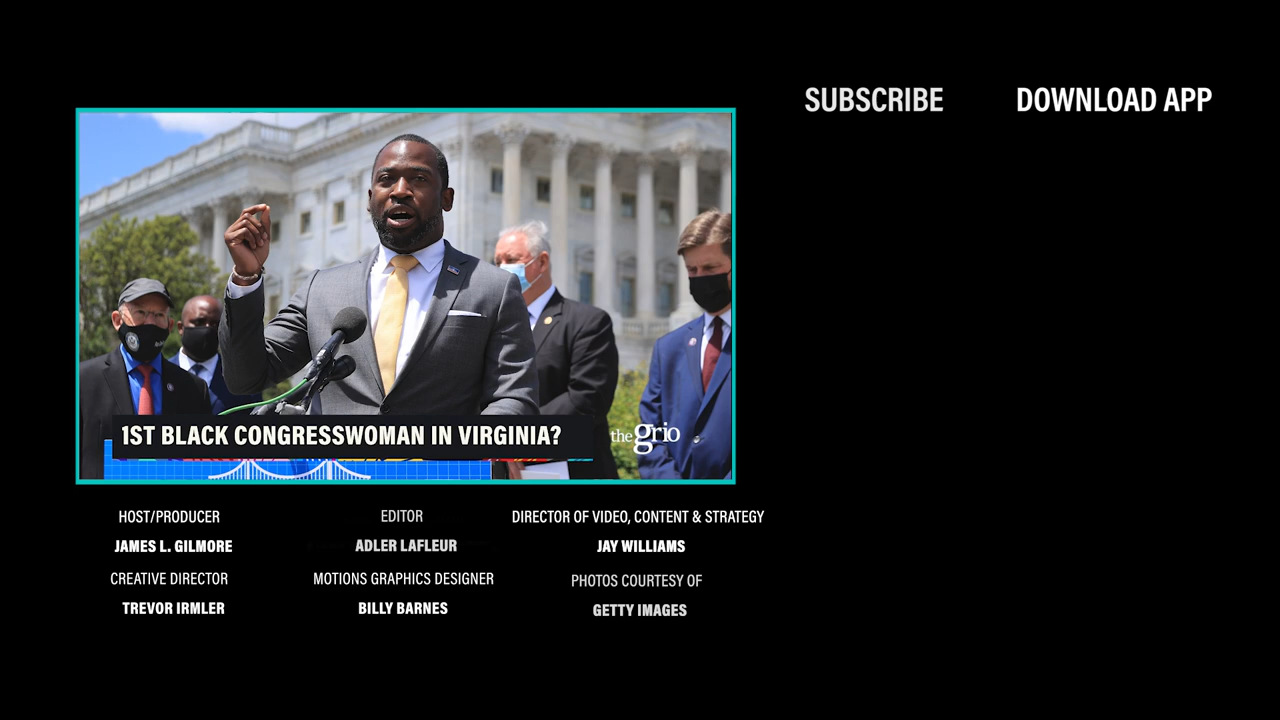 SUBSCRIBE
DOWNLOAD APP
1ST BLACK CONGRESSWOMAN IN VIRGINIA?
thegrio
HOST/PRODUCER
JAMES L. GILMORE
EDITOR
ADLER LAFLEUR
DIRECTOR OF VIDEO, CONTENT & STRATEGY
JAY WILLIAMS
CREATIVE DIRECTOR
TREVOR IRMLER
MOTIONS GRAPHICS DESIGNER
BILLY BARNES
PHOTOS COURTESY OF
GETTY IMAGES